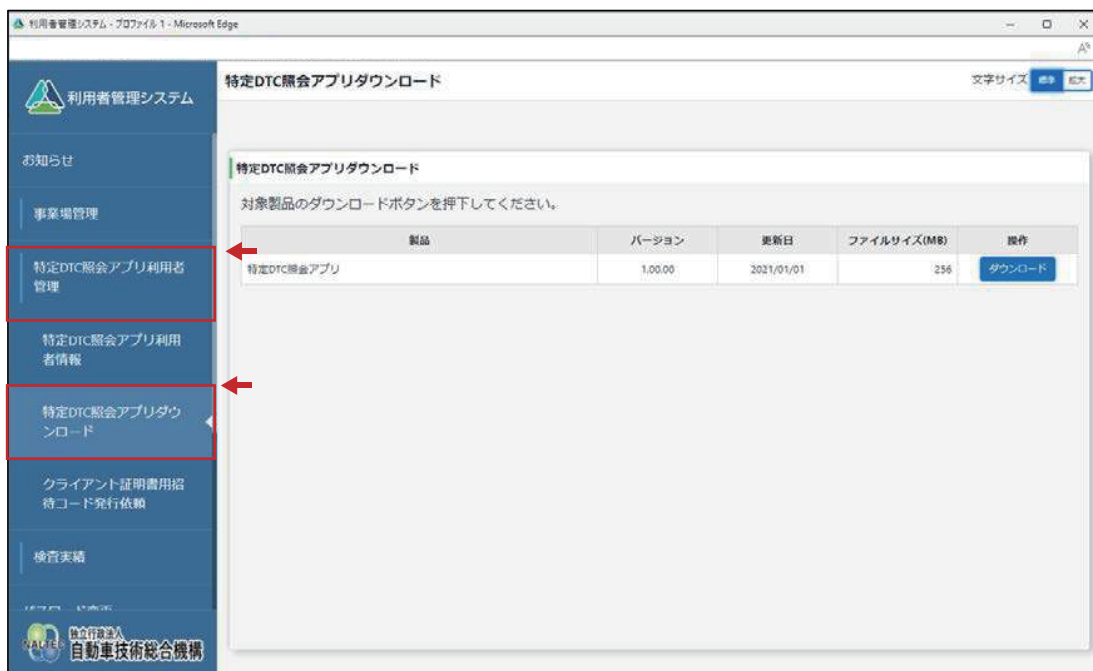 利用者管理システム - プロファイル 1 - Microsoft Edge
利用者管理システム
特定DTC照会アプリダウンロード
文字サイズ 標準 拡大
お知らせ
事業場管理
特定DTC照会アプリ利用者
管理
特定DTC照会アプリ利用
者情報
特定DTC照会アプリダウ
ンロード
クライアント証明書用招
待コード発行依頼
検査実績
パスワード変更
NALTEC 独立行政法人
自動車技術総合機構
特定DTC照会アプリダウンロード
対象製品のダウンロードボタンを押下してください。
製品 バージョン 更新日 ファイルサイズ(MB) 操作
特定DTC照会アプリ 1.00.00 2021/01/01 256 ダウンロード